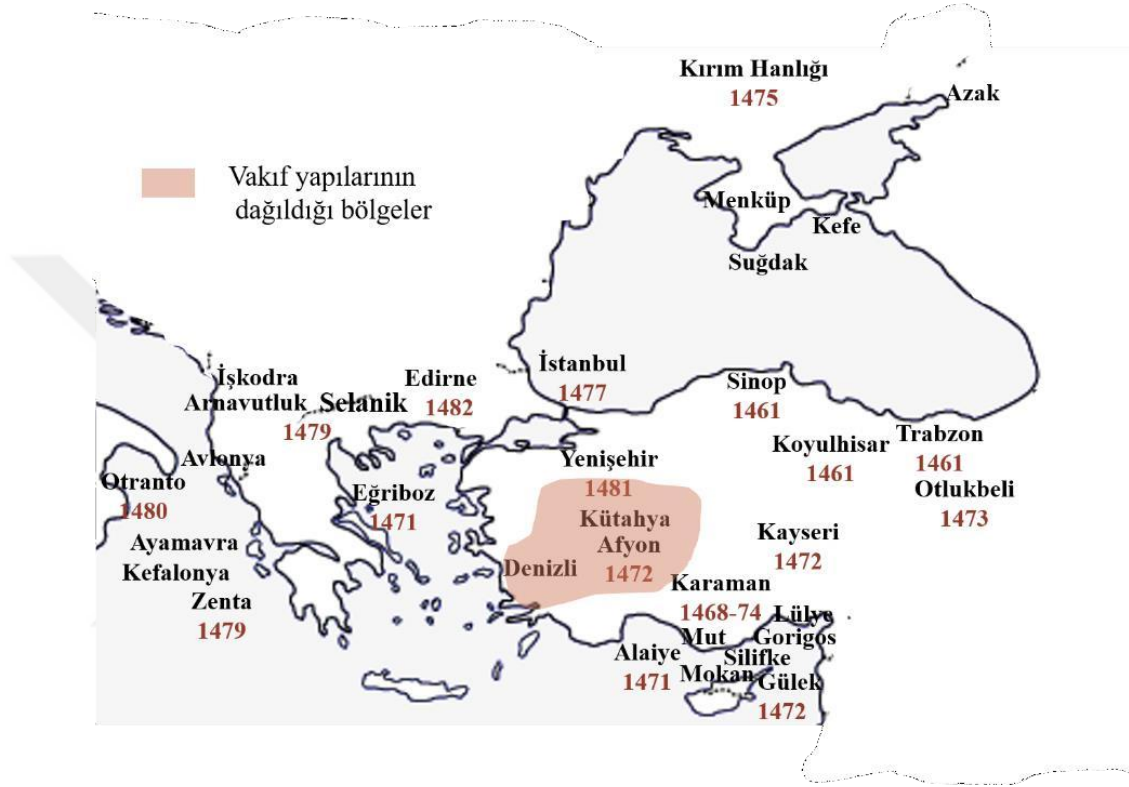 Kırım Hanlığı
1475
Azak
Vakıf yapılarının
dağıldığı bölgeler
Menküp
Kefe
Suğdak
İşkodra
Arnavutluk
1479
Selanik
Edirne
1482
İstanbul
1477
Sinop
1461
Koyulhisar
1461
Trabzon
1461
Otlukbeli
1473
Avlonya
Otranto
1480
Eğriboz
1471
Yenişehir
1481
Kütahya
Afyon
1472
Denizli
Kayseri
1472
Ayamavra
Kefalonya
Zenta
1479
Karaman
1468-74
Lülye
Mut
Gorigos
Alaiye
1471
Silifke
Mokan
Gülek
1472